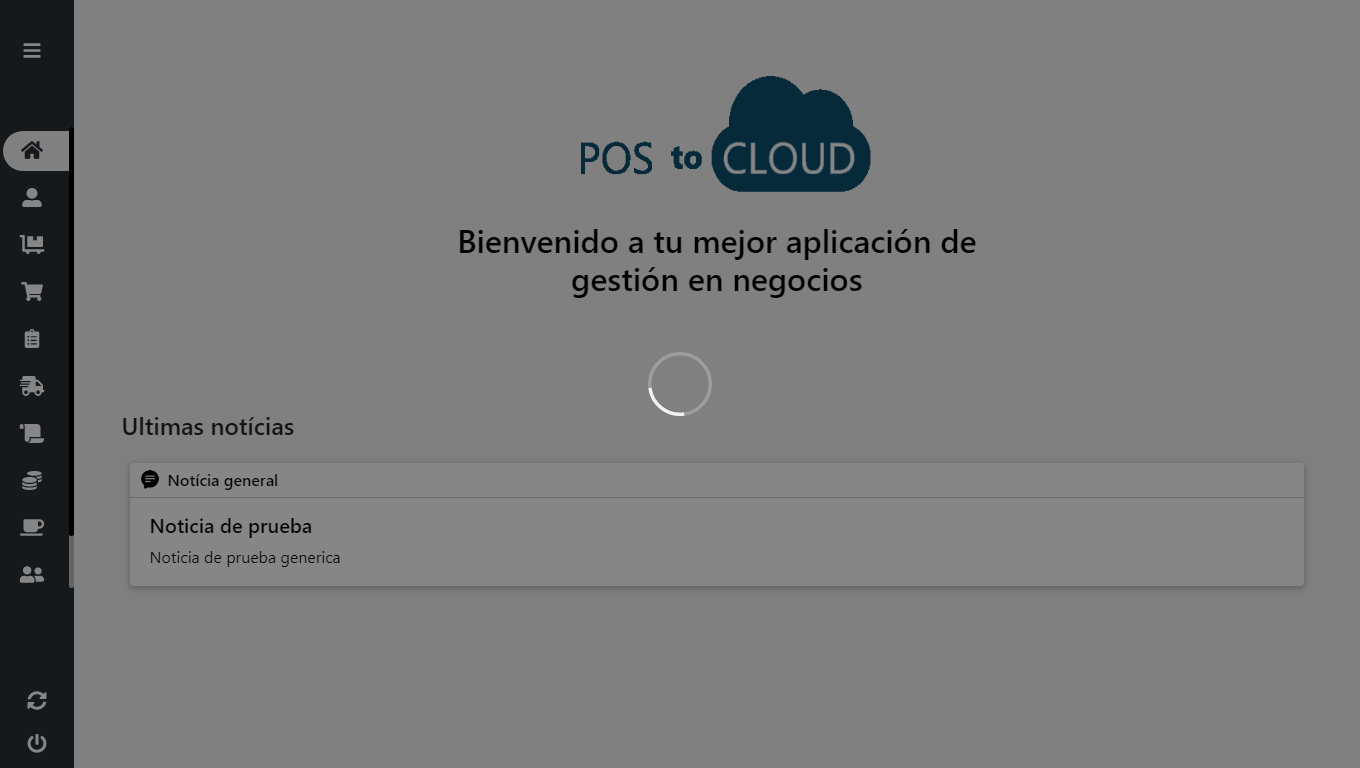 POS to CLOUD
Bienvenido a tu mejor aplicación de
gestión en negocios
Ultimas notícias
Notícia general
Noticia de prueba
Noticia de prueba generica